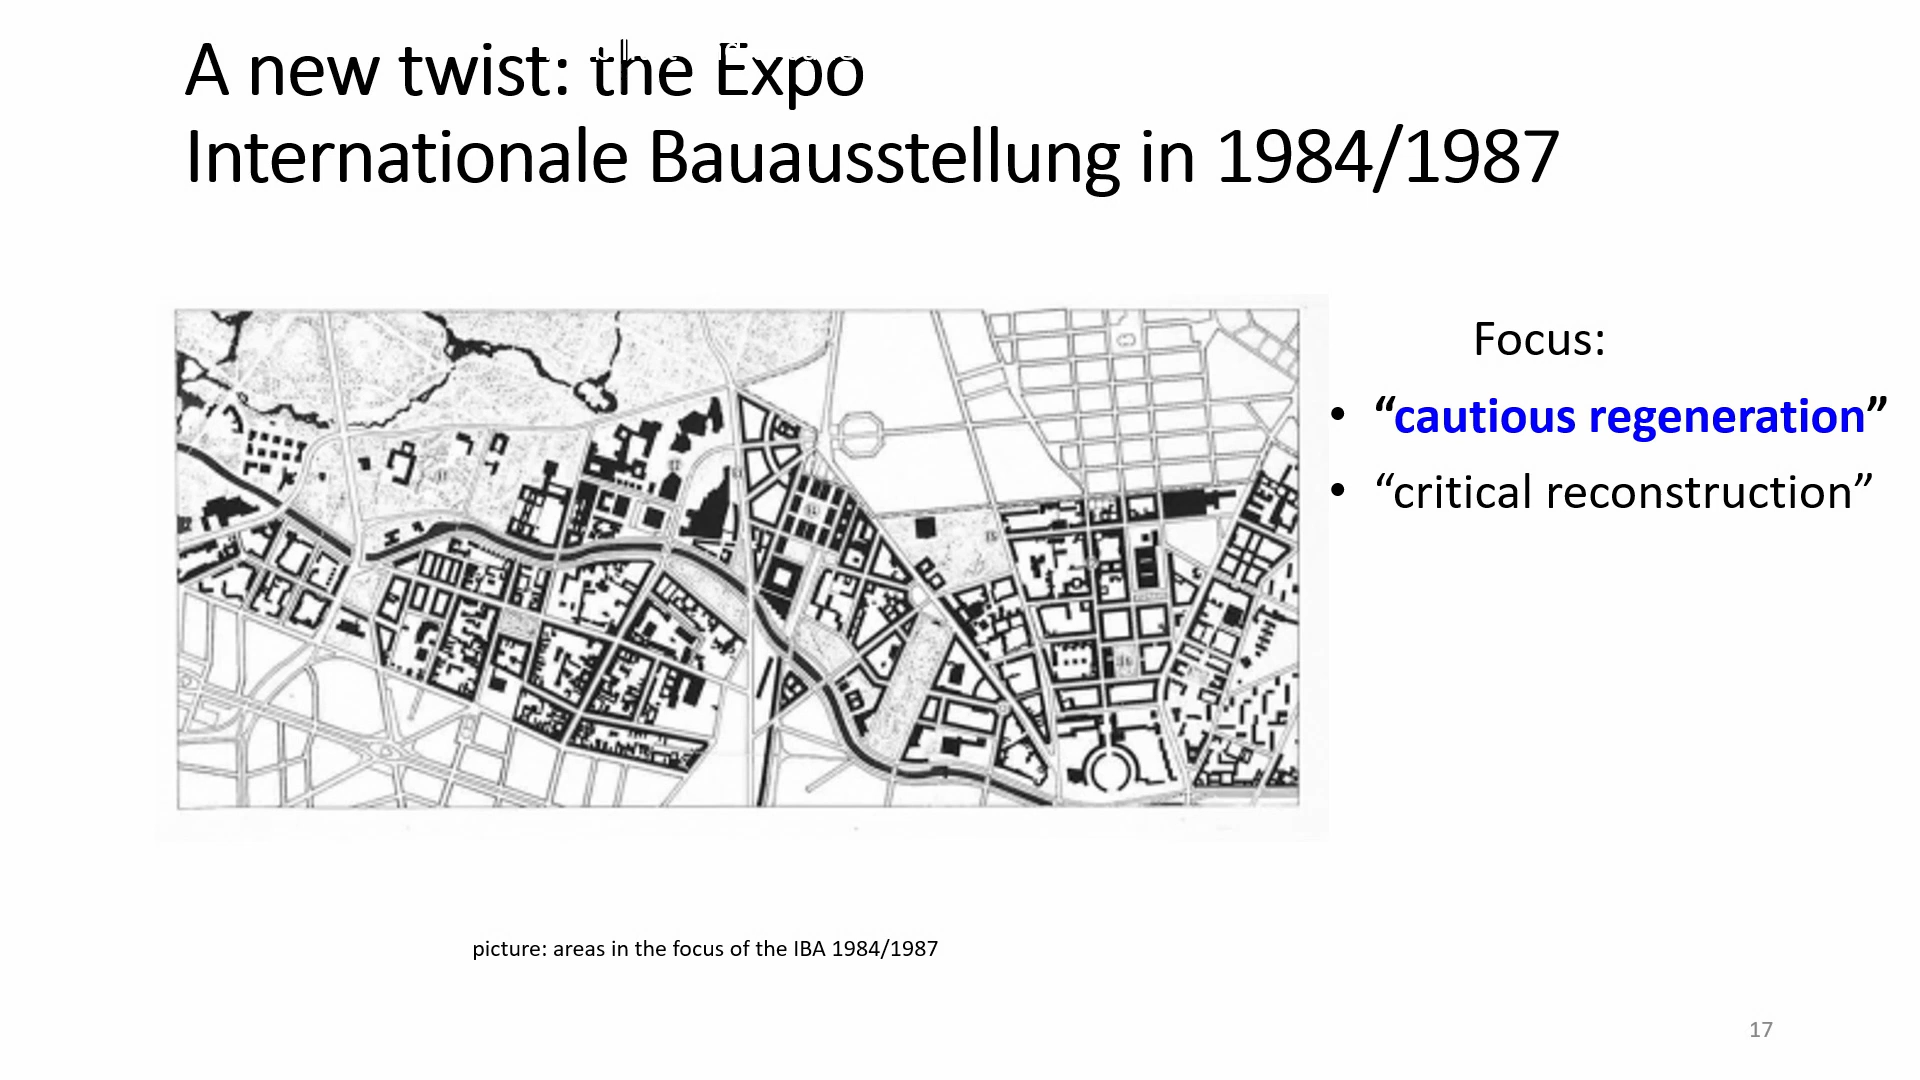 A new twist: the Expo
Internationale Bauausstellung in 1984/1987
Focus:
• “cautious regeneration”
• “critical reconstruction”
picture: areas in the focus of the IBA 1984/1987
17